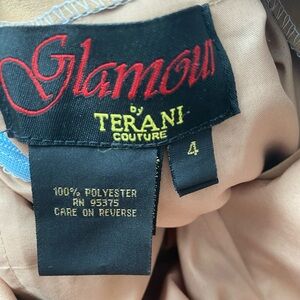 Glamour
by
TERANI
COUTURE
4
100% POLYESTER
RN 95375
CARE ON REVERSE